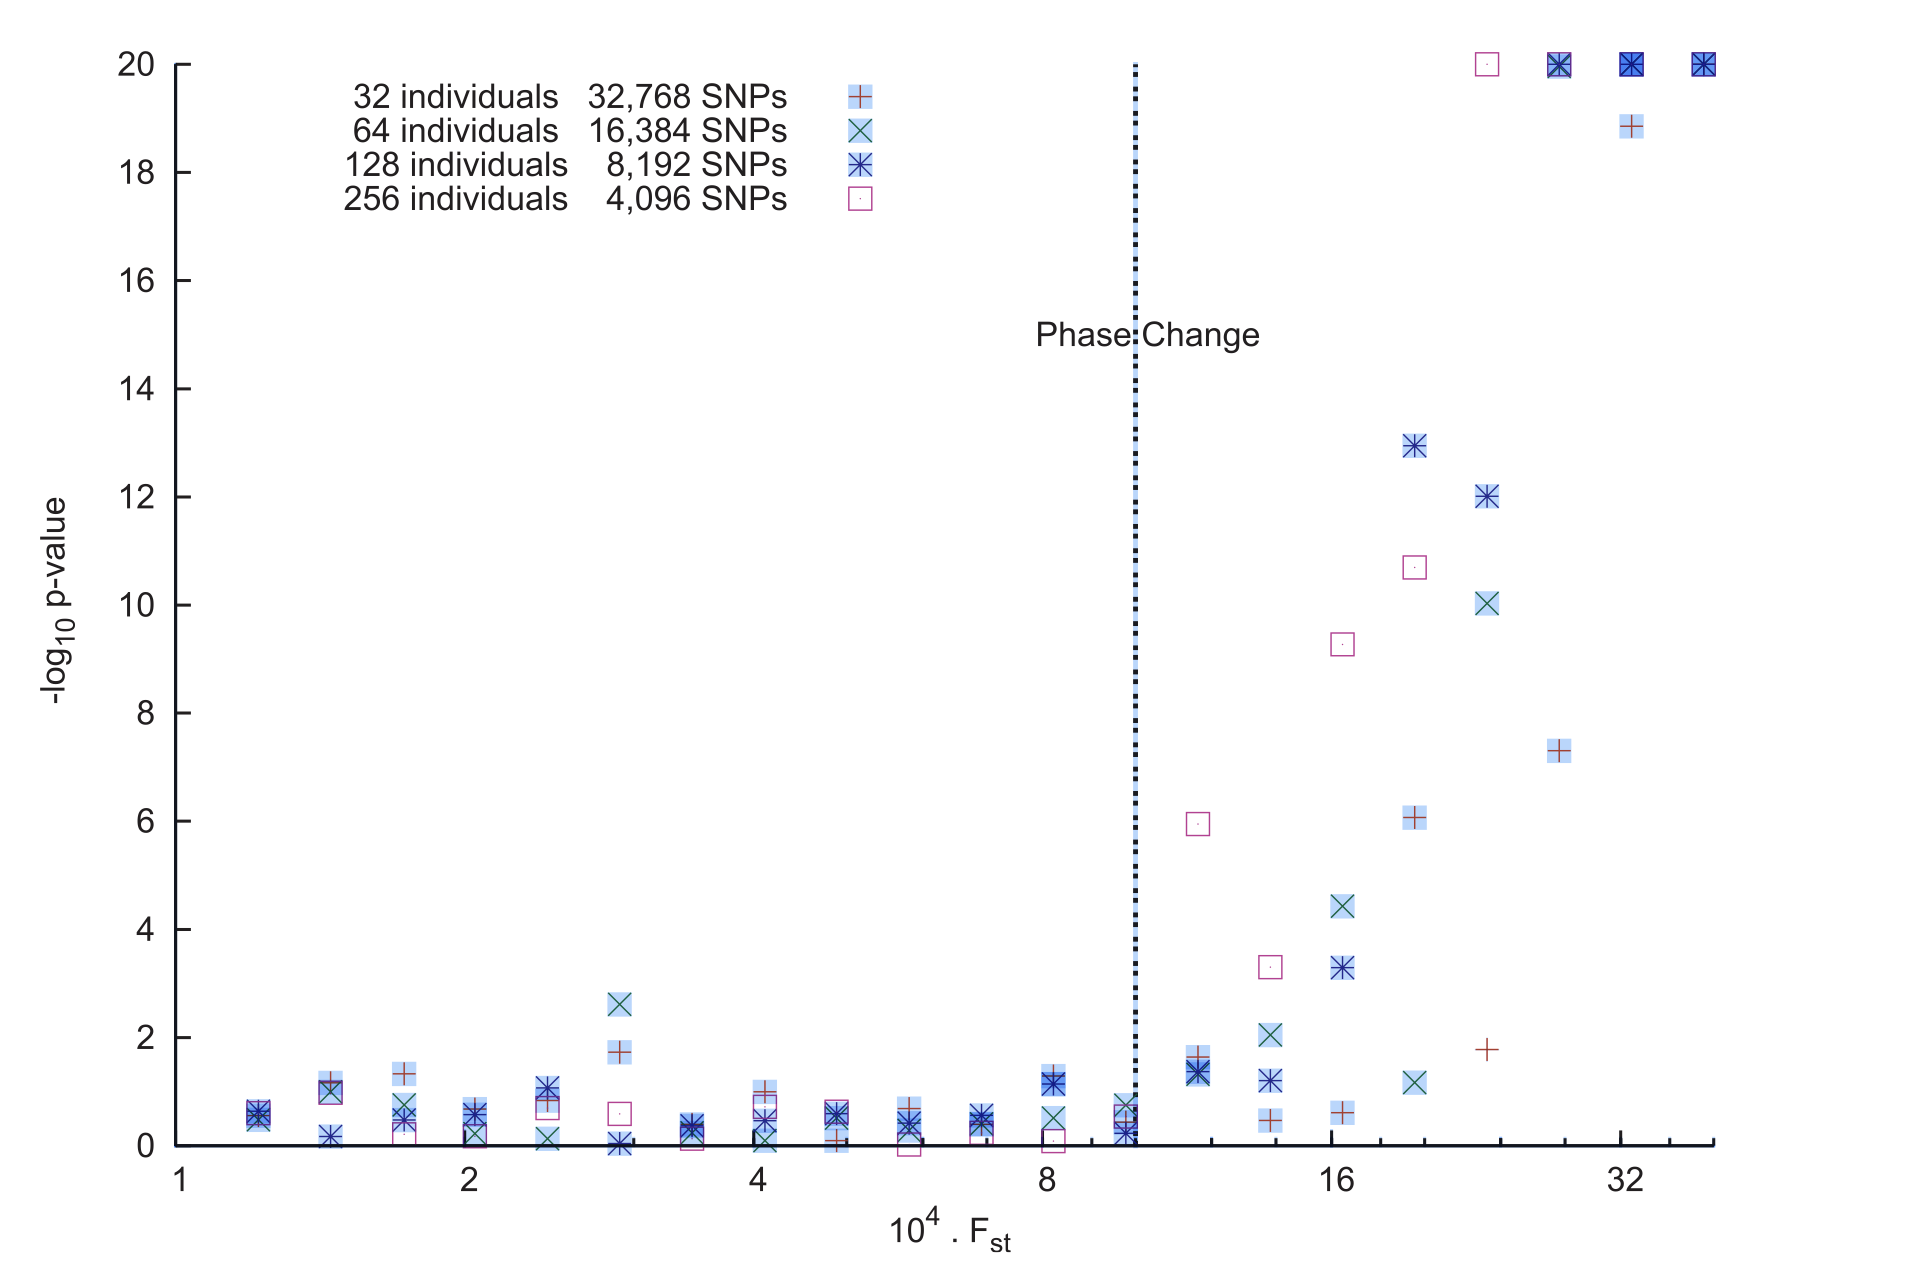 20
32 individuals 32,768 SNPs
64 individuals 16,384 SNPs
128 individuals 8,192 SNPs
256 individuals 4,096 SNPs
18
16
Phase Change
14
12
10
8
6
4
2
0
-log10 p-value
1 2 4 8 16 32
10^4 . Fst